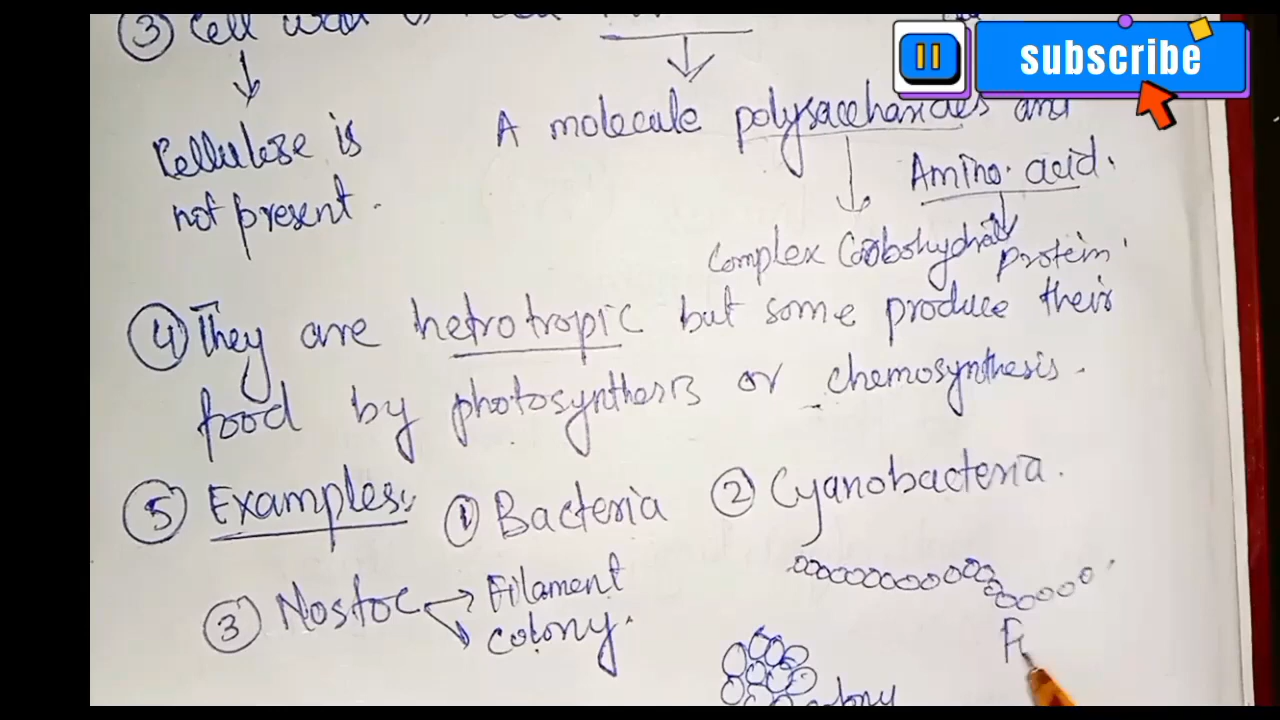 ③ Cell
subscribe
A molecule polysaccharides and
Cellulose is
not present.
Amino acid.
Complex Carbohydrate
protein
④ They are hetrotropic but some produce their
food by photosynthesis or chemosynthesis.
⑤ Examples: ① Bacteria ② Cyanobacteria.
③ Nostoc Filament
colony.
F
colony